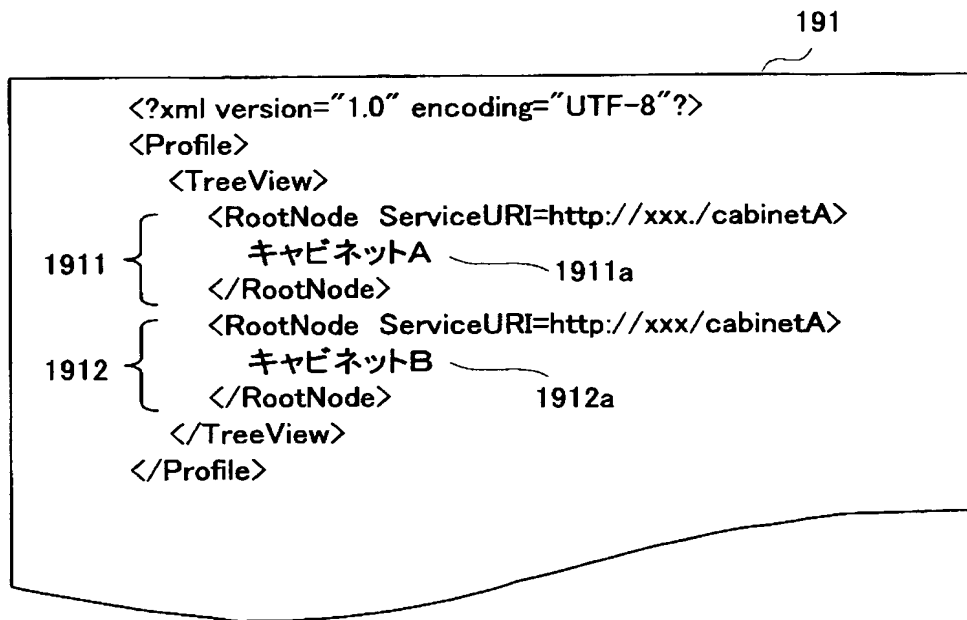 191
<?xml version="1.0" encoding="UTF-8"?>
<Profile>
<TreeView>
<RootNode ServiceURI=http://xxx./cabinetA>
1911 キャビネットA 1911a
</RootNode>
<RootNode ServiceURI=http://xxx/cabinetA>
1912 キャビネットB 1912a
</RootNode>
</TreeView>
</Profile>